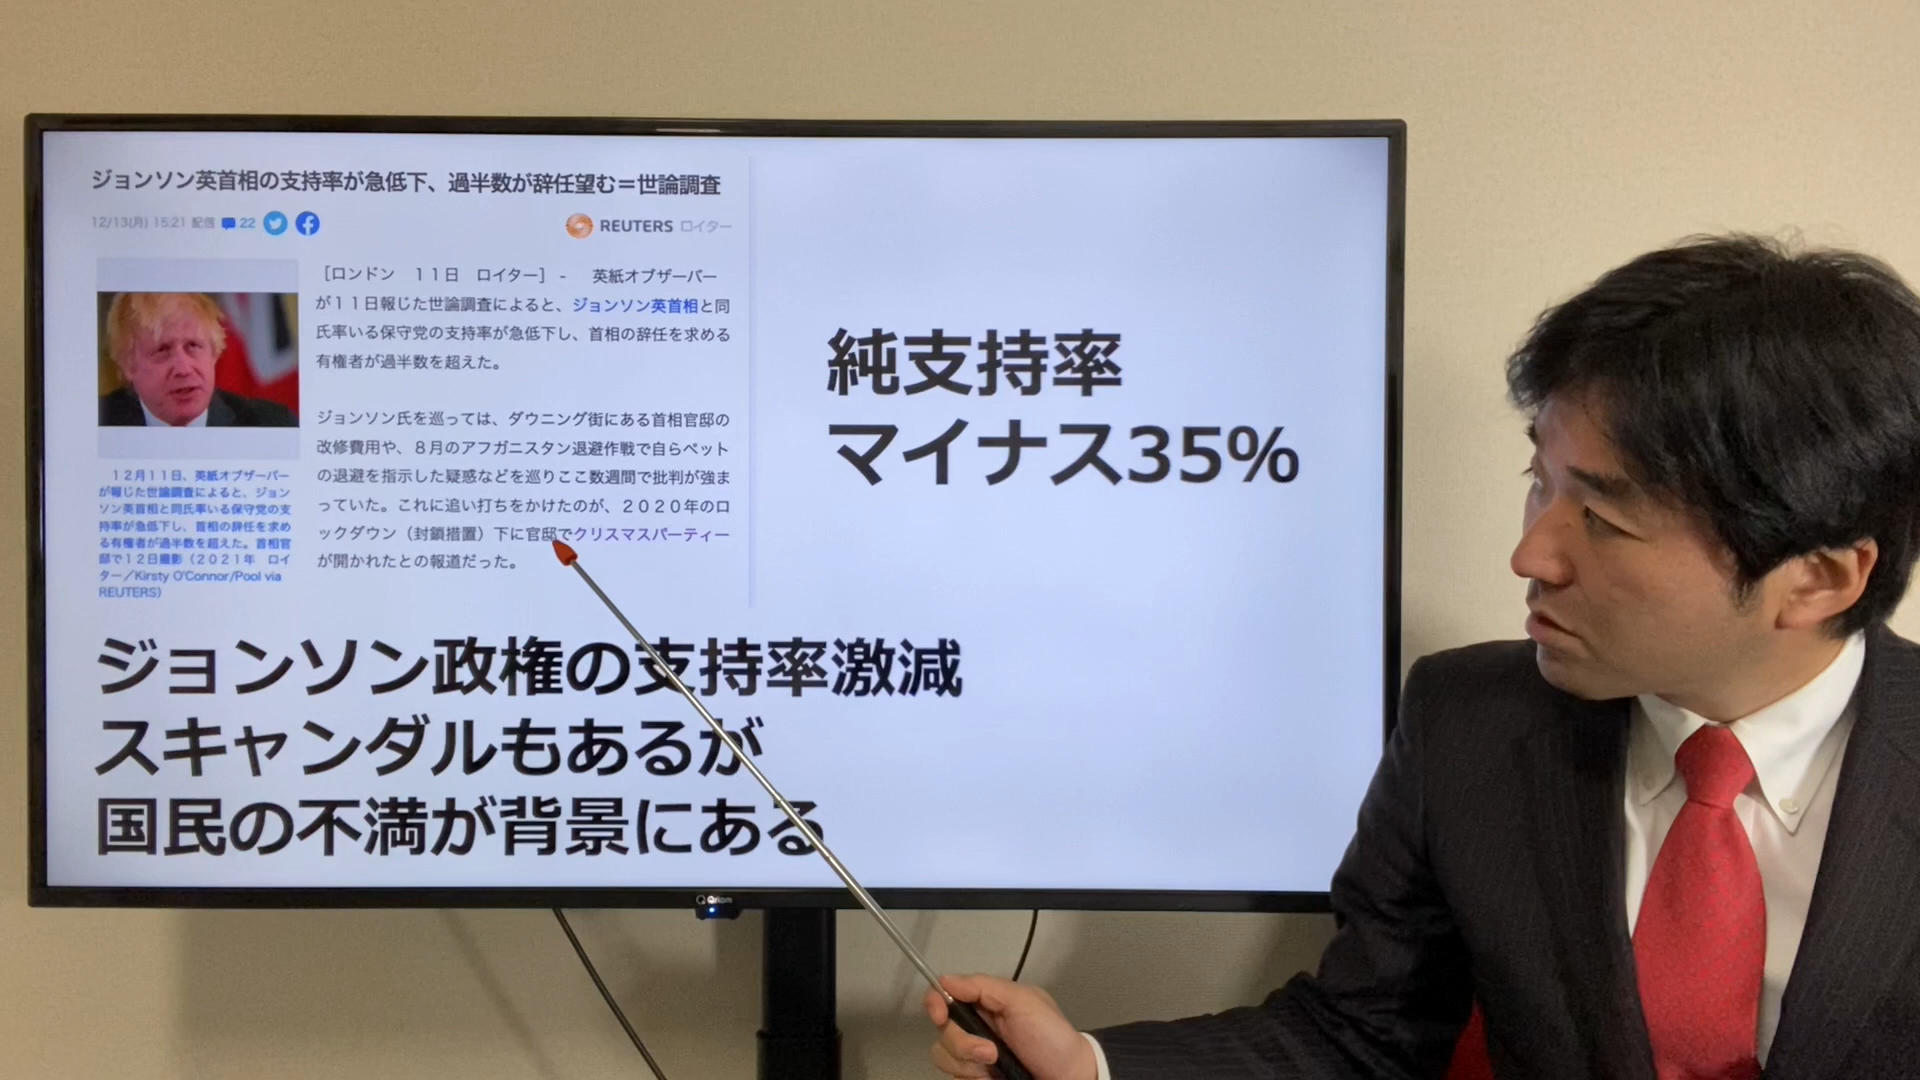 ジョンソン英首相の支持率が急低下、過半数が辞任望む＝世論調査
12/13(月) 15:21 配信 22
REUTERS ロイター
［ロンドン　１１日　ロイター］ -　英紙オブザーバー
が１１日報じた世論調査によると、ジョンソン英首相と同
氏率いる保守党の支持率が急低下し、首相の辞任を求める
有権者が過半数を超えた。
ジョンソン氏を巡っては、ダウニング街にある首相官邸の
改修費用や、８月のアフガニスタン退避作戦で自らペット
の退避を指示した疑惑などを巡りここ数週間で批判が強ま
っていた。これに追い打ちをかけたのが、２０２０年のロ
ックダウン（封鎖措置）下に官邸でクリスマスパーティー
が開かれたとの報道だった。
１２月１１日、英紙オブザーバー
が報じた世論調査によると、ジョン
ソン英首相と同氏率いる保守党の支
持率が急低下し、首相の辞任を求め
る有権者が過半数を超えた。首相官
邸で１２日撮影（２０２１年　ロイ
ター／Kirsty O'Connor/Pool via
REUTERS）
純支持率
マイナス35%
ジョンソン政権の支持率激減
スキャンダルもあるが
国民の不満が背景にある
Qriom